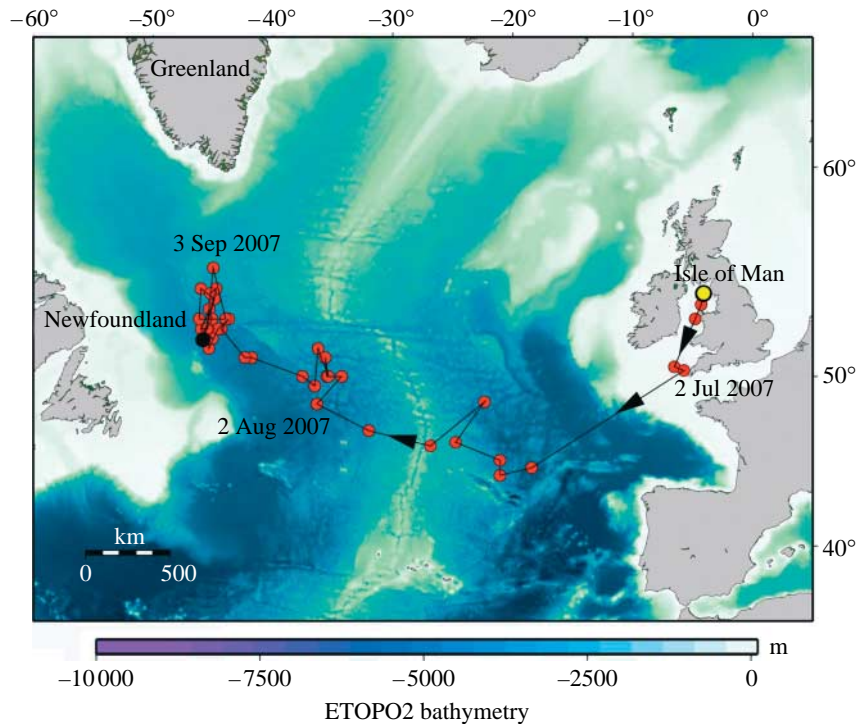 −60° −50° −40° −30° −20° −10° 0°
Greenland
60°
3 Sep 2007
Isle of Man
Newfoundland
50°
2 Jul 2007
2 Aug 2007
km
0 500
40°
m
−10 000 −7500 −5000 −2500 0
ETOPO2 bathymetry